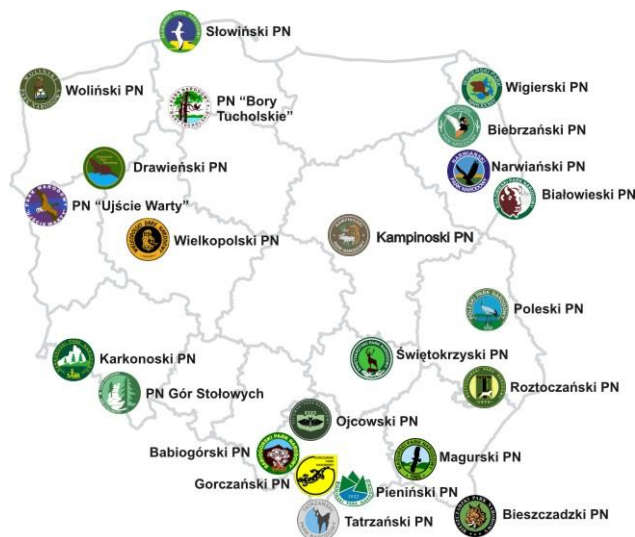 Słowiński PN
Woliński PN
PN "Bory
Tucholskie"
Wigierski PN
Biebrzański PN
Drawieński PN
Narwiański PN
PN "Ujście Warty"
Białowieski PN
Wielkopolski PN
Kampinoski PN
Poleski PN
Karkonoski PN
Świętokrzyski PN
PN Gór Stołowych
Roztoczański PN
Ojcowski PN
Babiogórski PN
Magurski PN
Gorczański PN
Pieniński PN
Tatrzański PN
Bieszczadzki PN